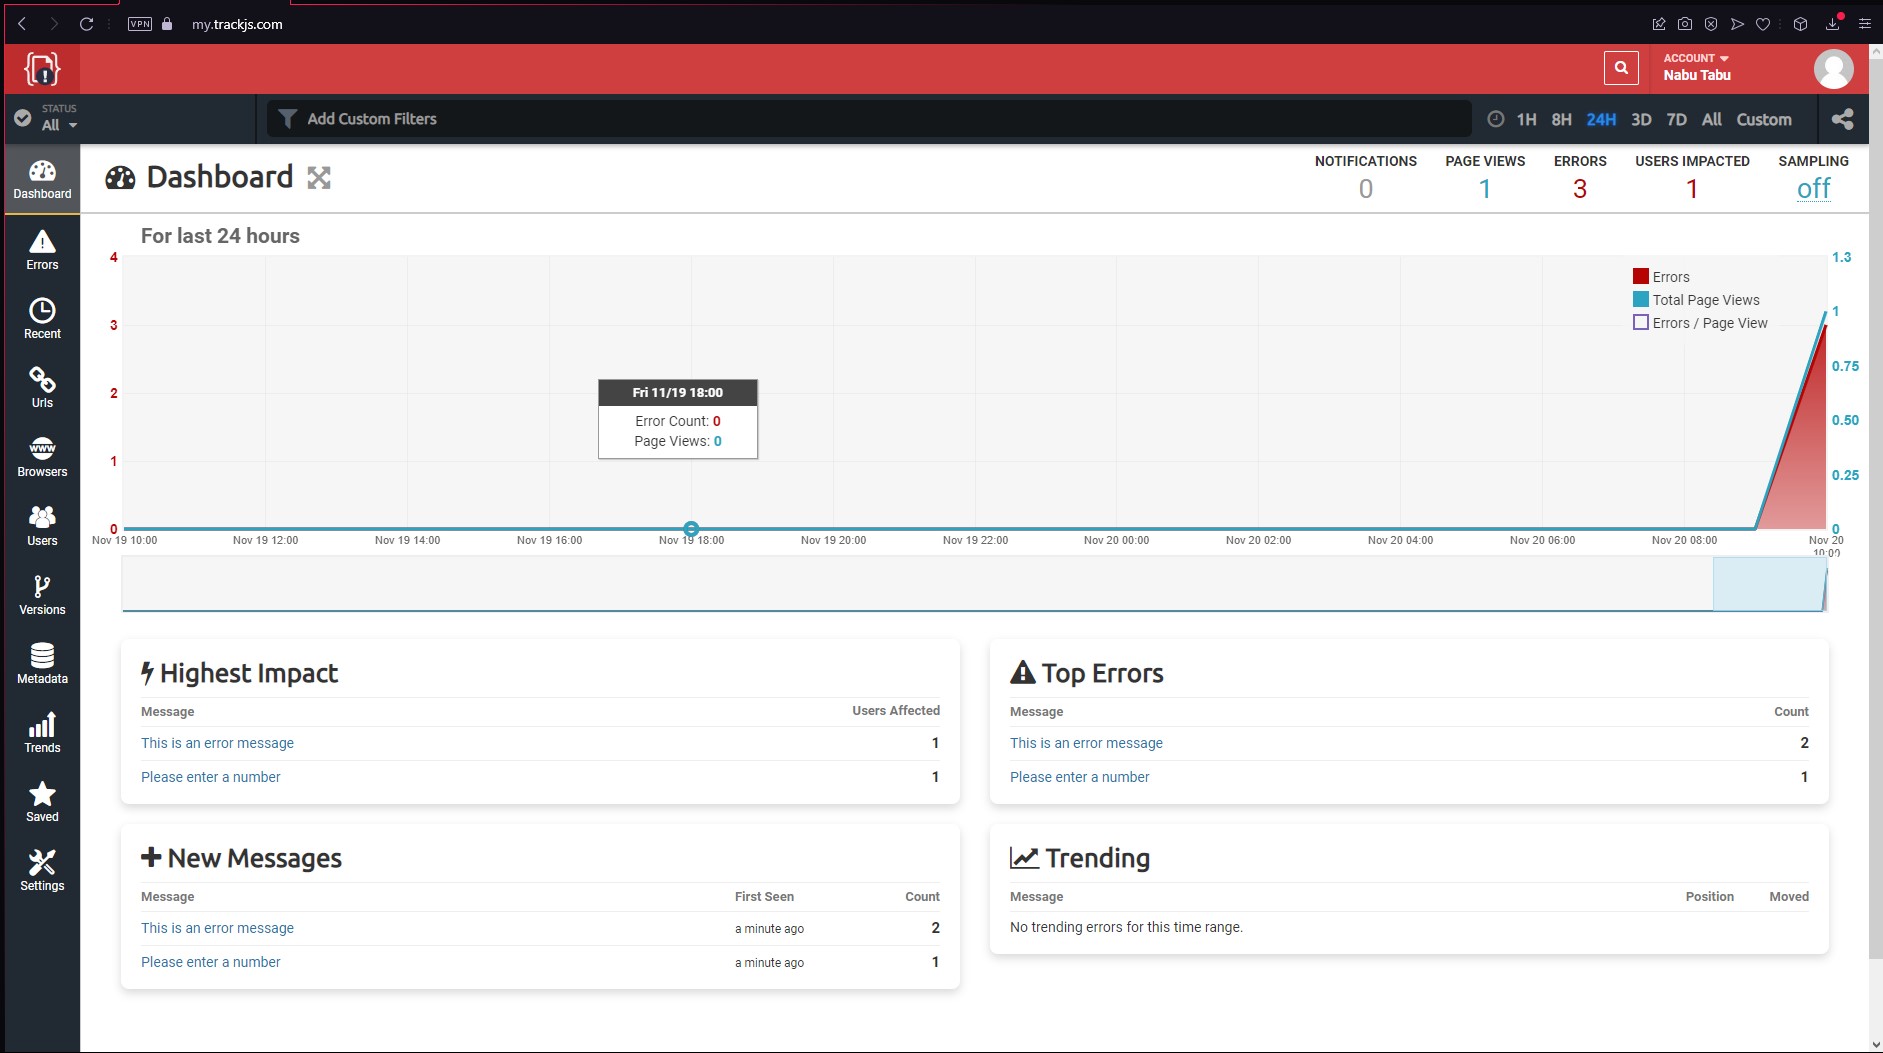 VPN my.trackjs.com
ACCOUNT
Nabu Tabu
STATUS
All
Add Custom Filters
1H 8H 24H 3D 7D All Custom
Dashboard
Errors
Recent
Urls
WWW
Browsers
Users
Versions
Metadata
Trends
Saved
Settings
Dashboard
NOTIFICATIONS PAGE VIEWS ERRORS USERS IMPACTED SAMPLING
0 1 3 1 off
For last 24 hours
4
3
2
1
0
1.3
1
0.75
0.50
0.25
0
Errors
Total Page Views
Errors / Page View
Fri 11/19 18:00
Error Count: 0
Page Views: 0
Nov 19 10:00 Nov 19 12:00 Nov 19 14:00 Nov 19 16:00 Nov 19 18:00 Nov 19 20:00 Nov 19 22:00 Nov 20 00:00 Nov 20 02:00 Nov 20 04:00 Nov 20 06:00 Nov 20 08:00 Nov 20
10:00
Highest Impact
Message Users Affected
This is an error message 1
Please enter a number 1
Top Errors
Message Count
This is an error message 2
Please enter a number 1
New Messages
Message First Seen Count
This is an error message a minute ago 2
Please enter a number a minute ago 1
Trending
Message Position Moved
No trending errors for this time range.